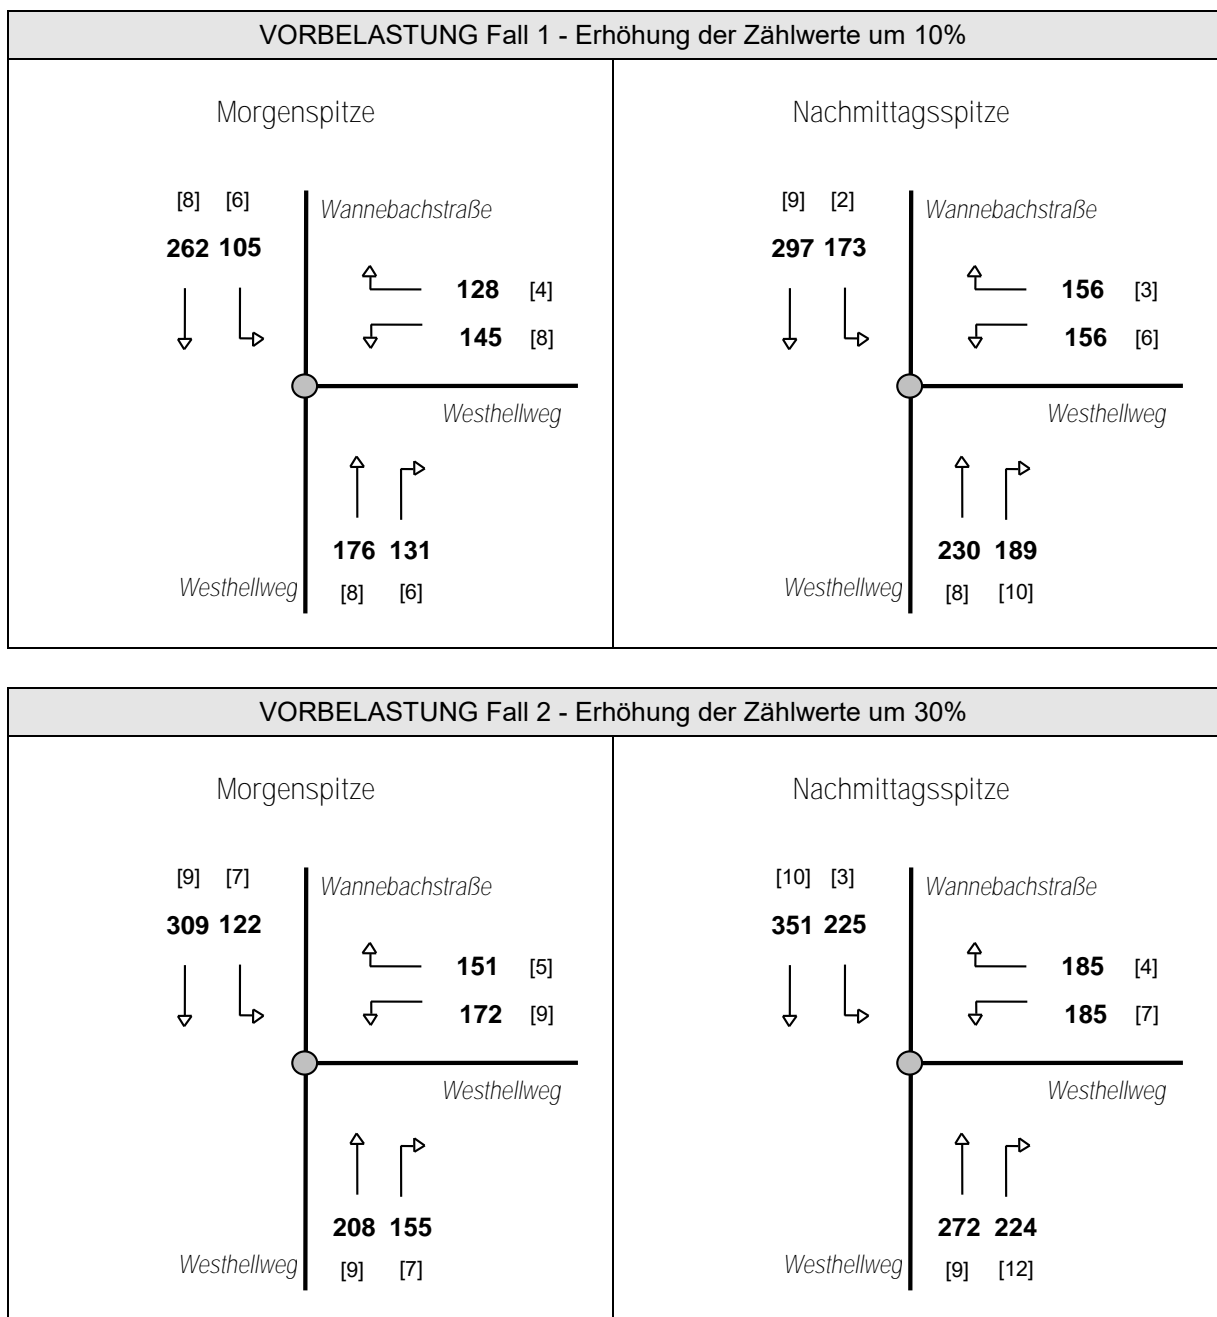 VORBELASTUNG Fall 1 - Erhöhung der Zählwerte um 10%
Morgenspitze
[8] [6]
Wannebachstraße
262 105
128 [4]
145 [8]
Westhellweg
176 131
Westhellweg
[8] [6]
Nachmittagsspitze
[9] [2]
Wannebachstraße
297 173
156 [3]
156 [6]
Westhellweg
230 189
Westhellweg
[8] [10]
VORBELASTUNG Fall 2 - Erhöhung der Zählwerte um 30%
Morgenspitze
[9] [7]
Wannebachstraße
309 122
151 [5]
172 [9]
Westhellweg
208 155
Westhellweg
[9] [7]
Nachmittagsspitze
[10] [3]
Wannebachstraße
351 225
185 [4]
185 [7]
Westhellweg
272 224
Westhellweg
[9] [12]